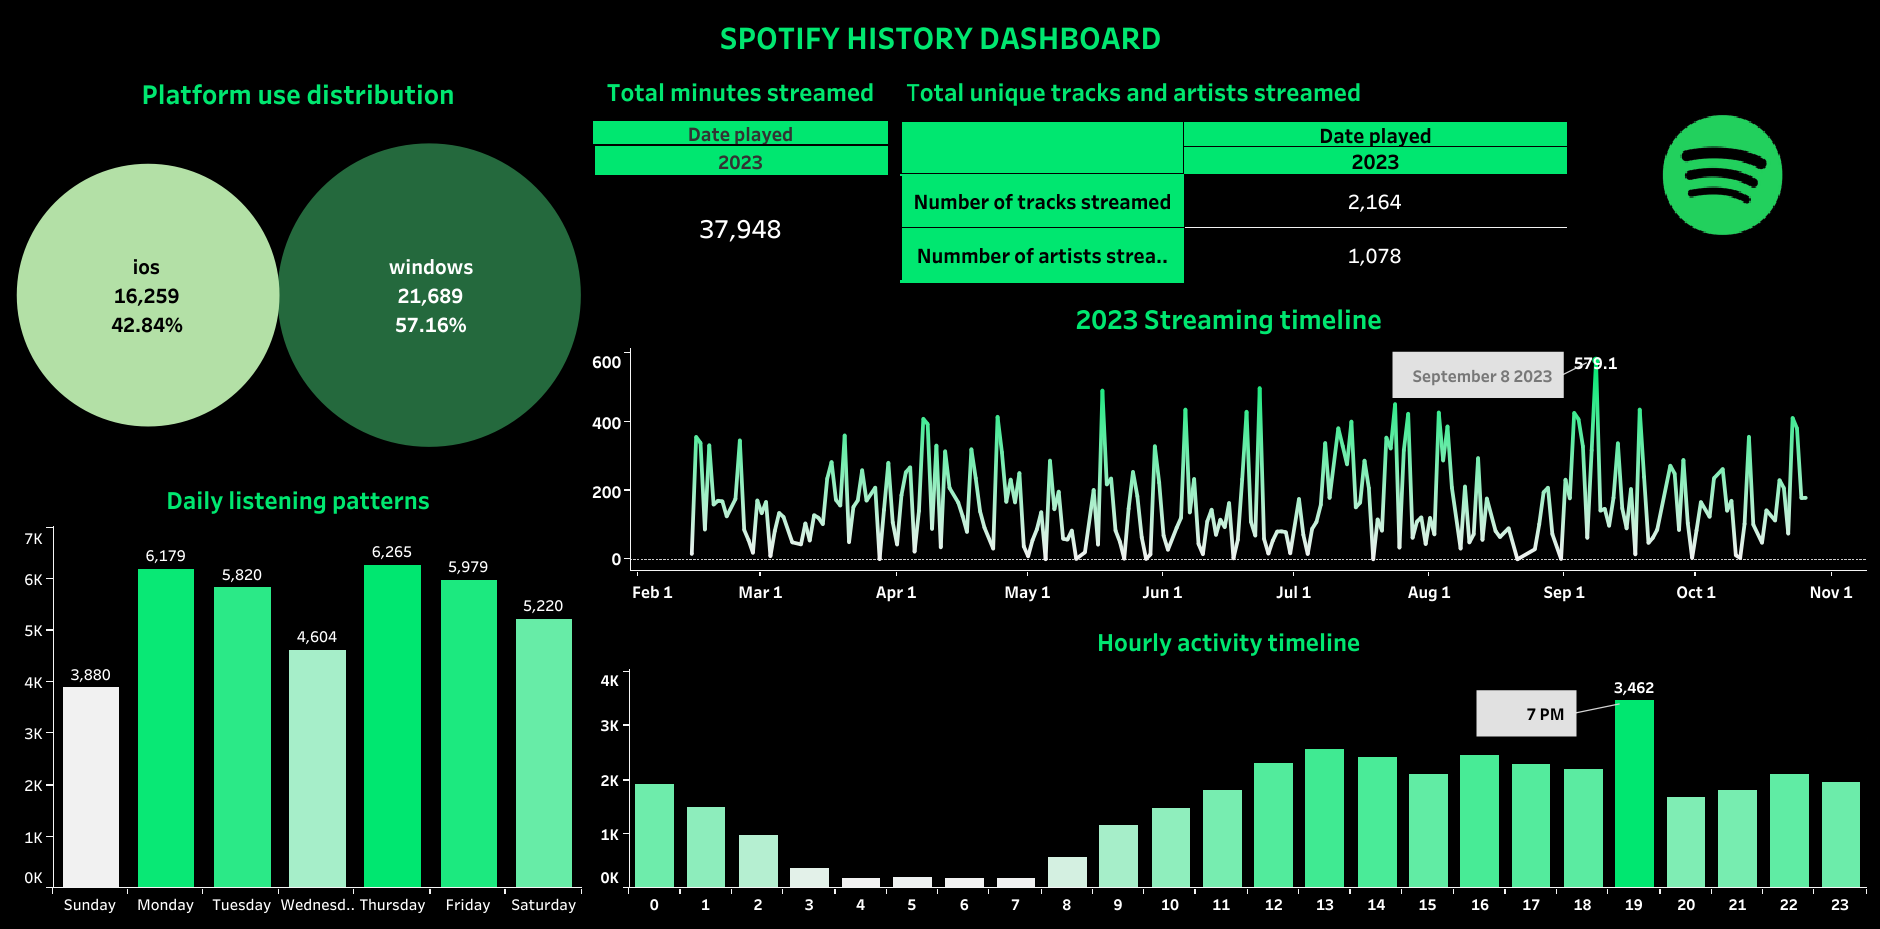 SPOTIFY HISTORY DASHBOARD
Platform use distribution
ios
16,259
42.84%
windows
21,689
57.16%
Total minutes streamed
Date played
2023
37,948
Total unique tracks and artists streamed
Date played
2023
Number of tracks streamed 2,164
Nummber of artists strea.. 1,078
2023 Streaming timeline
600
400
200
0
September 8 2023
579.1
Feb 1 Mar 1 Apr 1 May 1 Jun 1 Jul 1 Aug 1 Sep 1 Oct 1 Nov 1
Daily listening patterns
7K
6K
5K
4K
3K
2K
1K
0K
3,880 6,179 5,820 4,604 6,265 5,979 5,220
Sunday Monday Tuesday Wednesd.. Thursday Friday Saturday
Hourly activity timeline
4K
3K
2K
1K
0K
7 PM
3,462
0 1 2 3 4 5 6 7 8 9 10 11 12 13 14 15 16 17 18 19 20 21 22 23